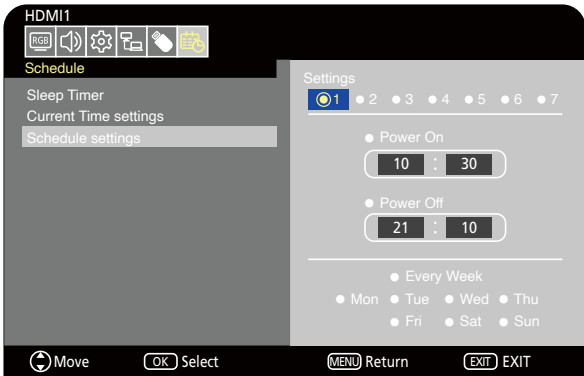 HDMI1
RGB
Schedule
Sleep Timer
Current Time settings
Schedule settings
Settings
1 2 3 4 5 6 7
Power On
10 : 30
Power Off
21 : 10
Every Week
Mon Tue Wed Thu
Fri Sat Sun
Move OK Select MENU Return EXIT EXIT